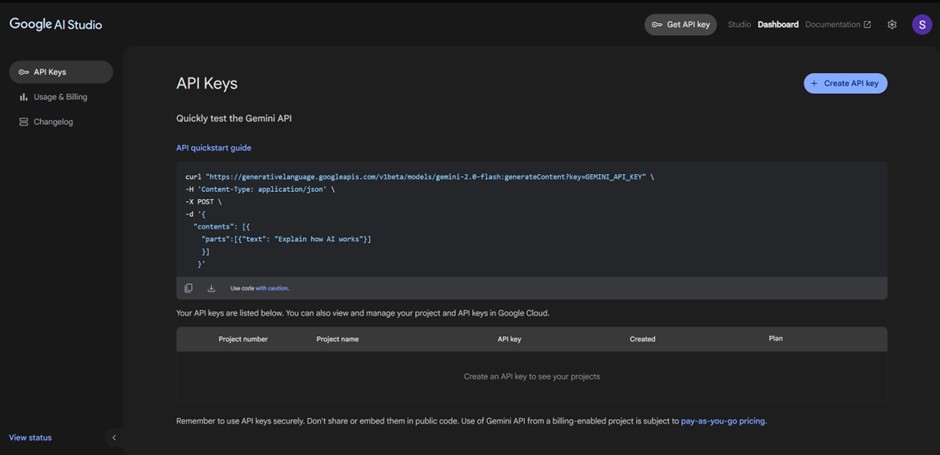 Google AI Studio
Get API key
Studio
Dashboard
Documentation
S
API Keys
Usage & Billing
Changelog
API Keys
+ Create API key
Quickly test the Gemini API
API quickstart guide
curl "https://generativelanguage.googleapis.com/v1beta/models/gemini-2.0-flash:generateContent?key=GEMINI_API_KEY" \
-H 'Content-Type: application/json' \
-X POST \
-d '{
"contents": [{
"parts":[{"text": "Explain how AI works"}]
}]
}'
Use code with caution.
Your API keys are listed below. You can also view and manage your project and API keys in Google Cloud.
Project number Project name API key Created Plan
Create an API key to see your projects
Remember to use API keys securely. Don't share or embed them in public code. Use of Gemini API from a billing-enabled project is subject to pay-as-you-go pricing.
View status